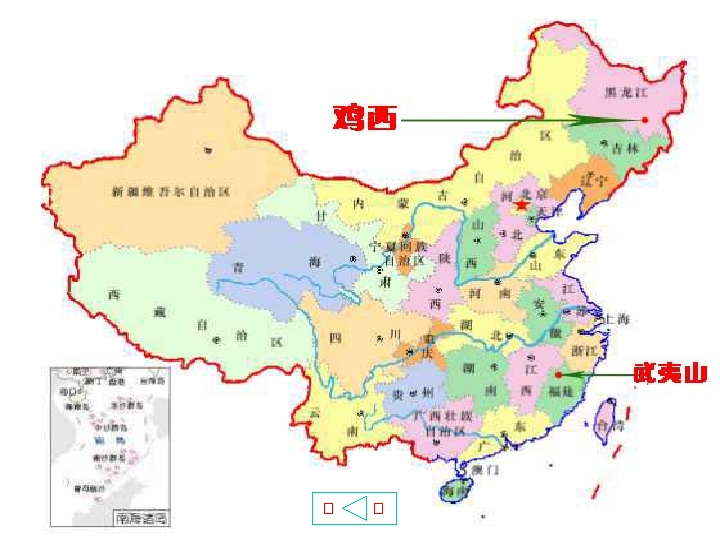 黑龙江
鸡西
吉林
辽宁
内 蒙 古 自 治 区
新疆维吾尔自治区
甘
肃
河 北
北京
天津
宁夏回族
自治区
山
西
陕
西
青 海
山 东
西 藏 自 治 区
河 南
江
苏
安
徽
上海
四 川
重
庆
湖 北
浙江
湖
南
江
西
福建
武夷山
贵 州
云
南
广西壮族
自治区
广 东
台湾
澳门
海南
南海诸岛